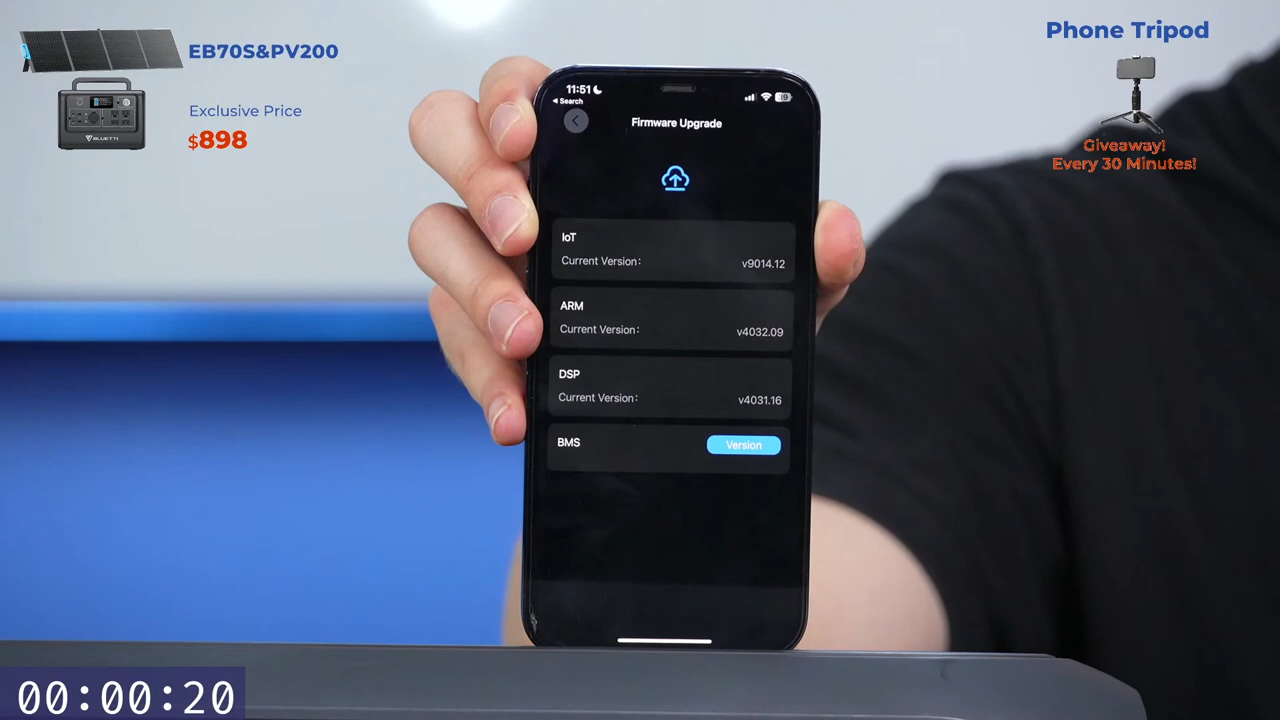 EB70S&PV200
Exclusive Price
$898
BLUETTI
Phone Tripod
Giveaway!
Every 30 Minutes!
11:51
Search
19
Firmware Upgrade
IoT
Current Version:
v9014.12
ARM
Current Version:
v4032.09
DSP
Current Version:
v4031.16
BMS
Version
00:00:20